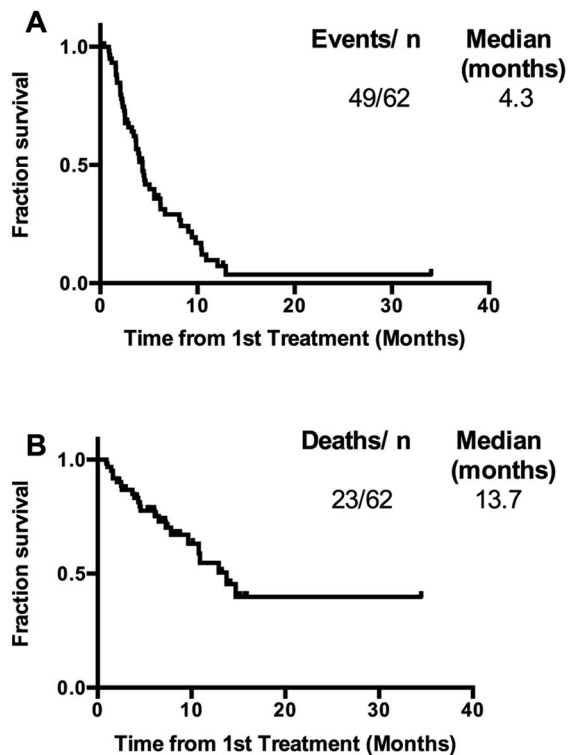 A
Events/ n Median
(months)
49/62 4.3
1.0
0.5
0.0
Fraction survival
0 10 20 30 40
Time from 1st Treatment (Months)
B
Deaths/ n Median
(months)
23/62 13.7
1.0
0.5
0.0
Fraction survival
0 10 20 30 40
Time from 1st Treatment (Months)